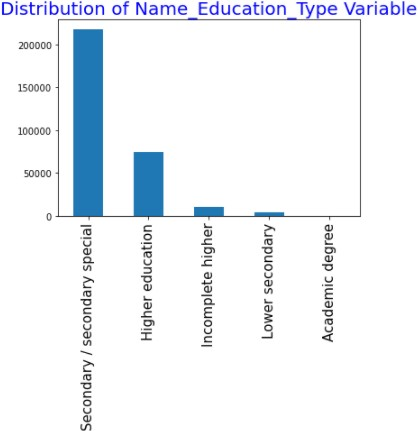 Distribution of Name_Education_Type Variable
200000
150000
100000
50000
0
Secondary / secondary special
Higher education
Incomplete higher
Lower secondary
Academic degree